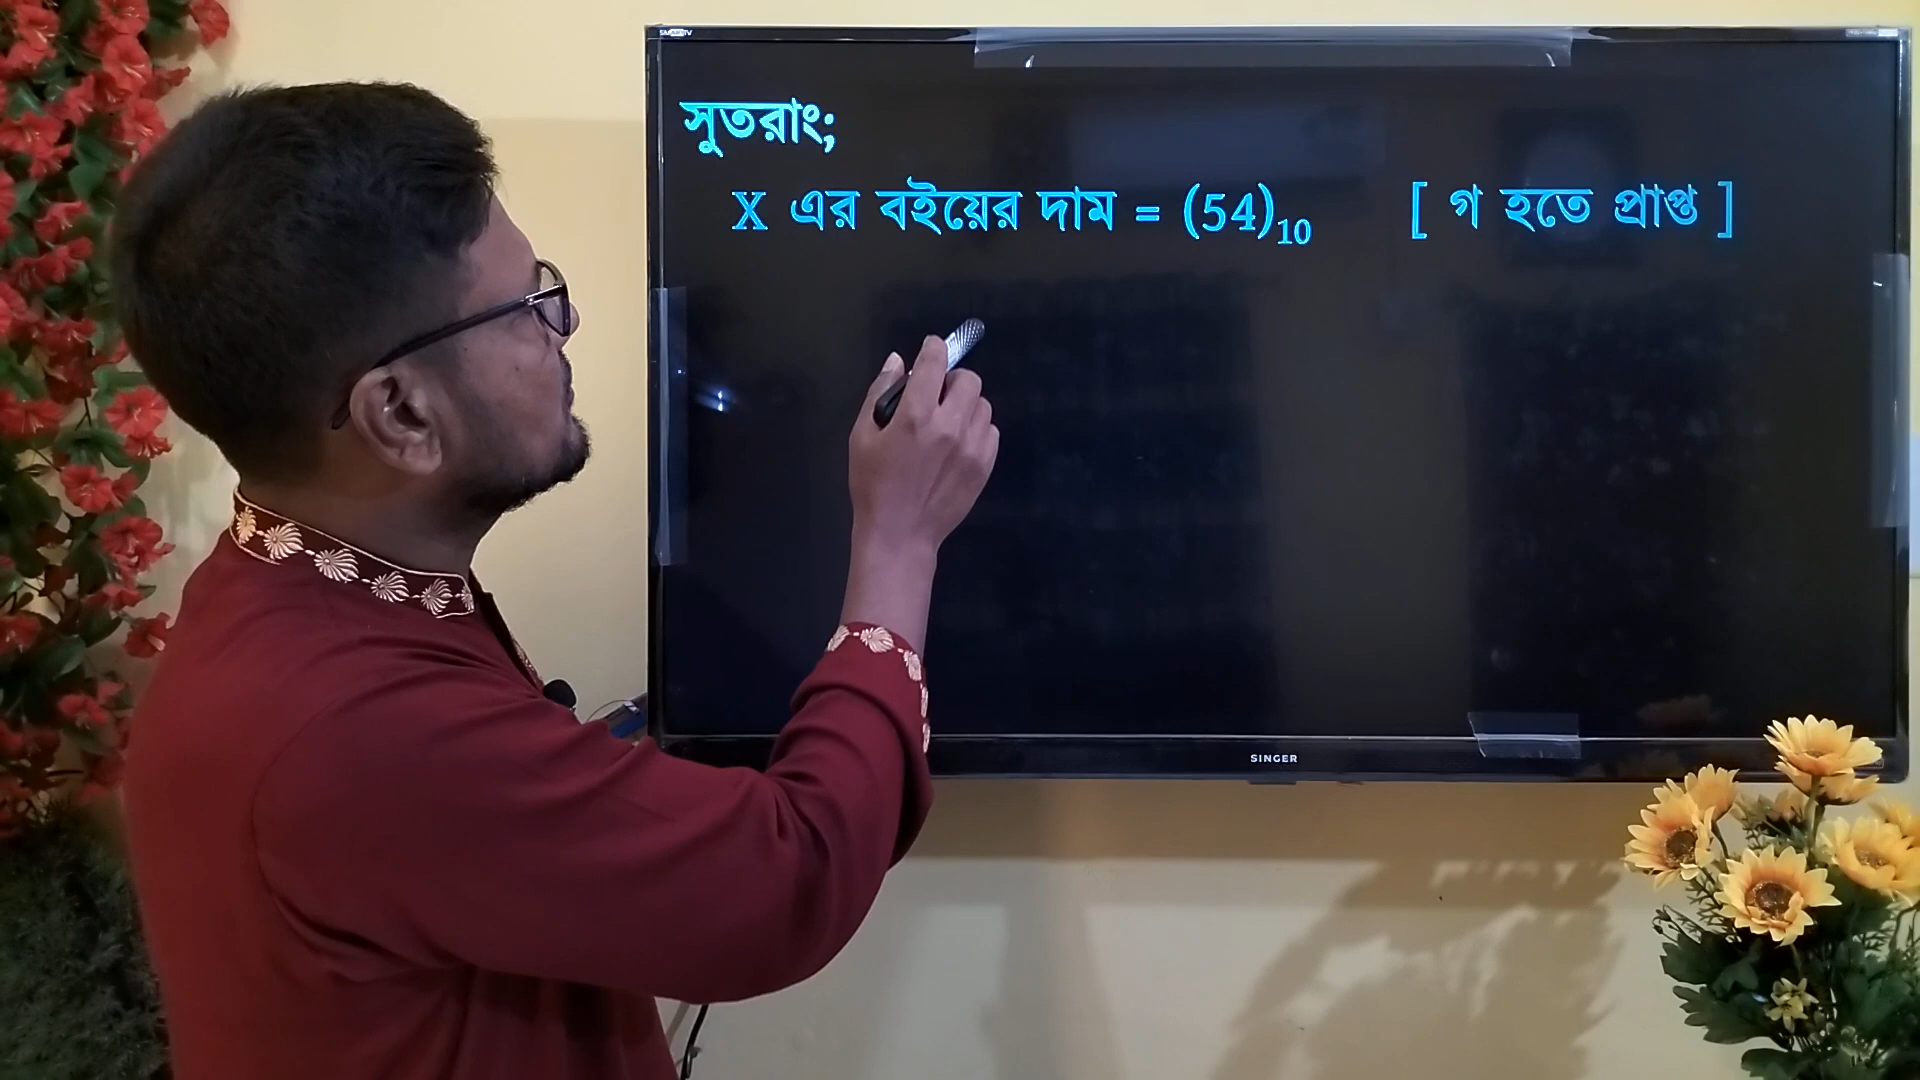 সুতরাং;
X এর বইয়ের দাম = (54)₁₀ [ গ হতে প্রাপ্ত ]
SINGER